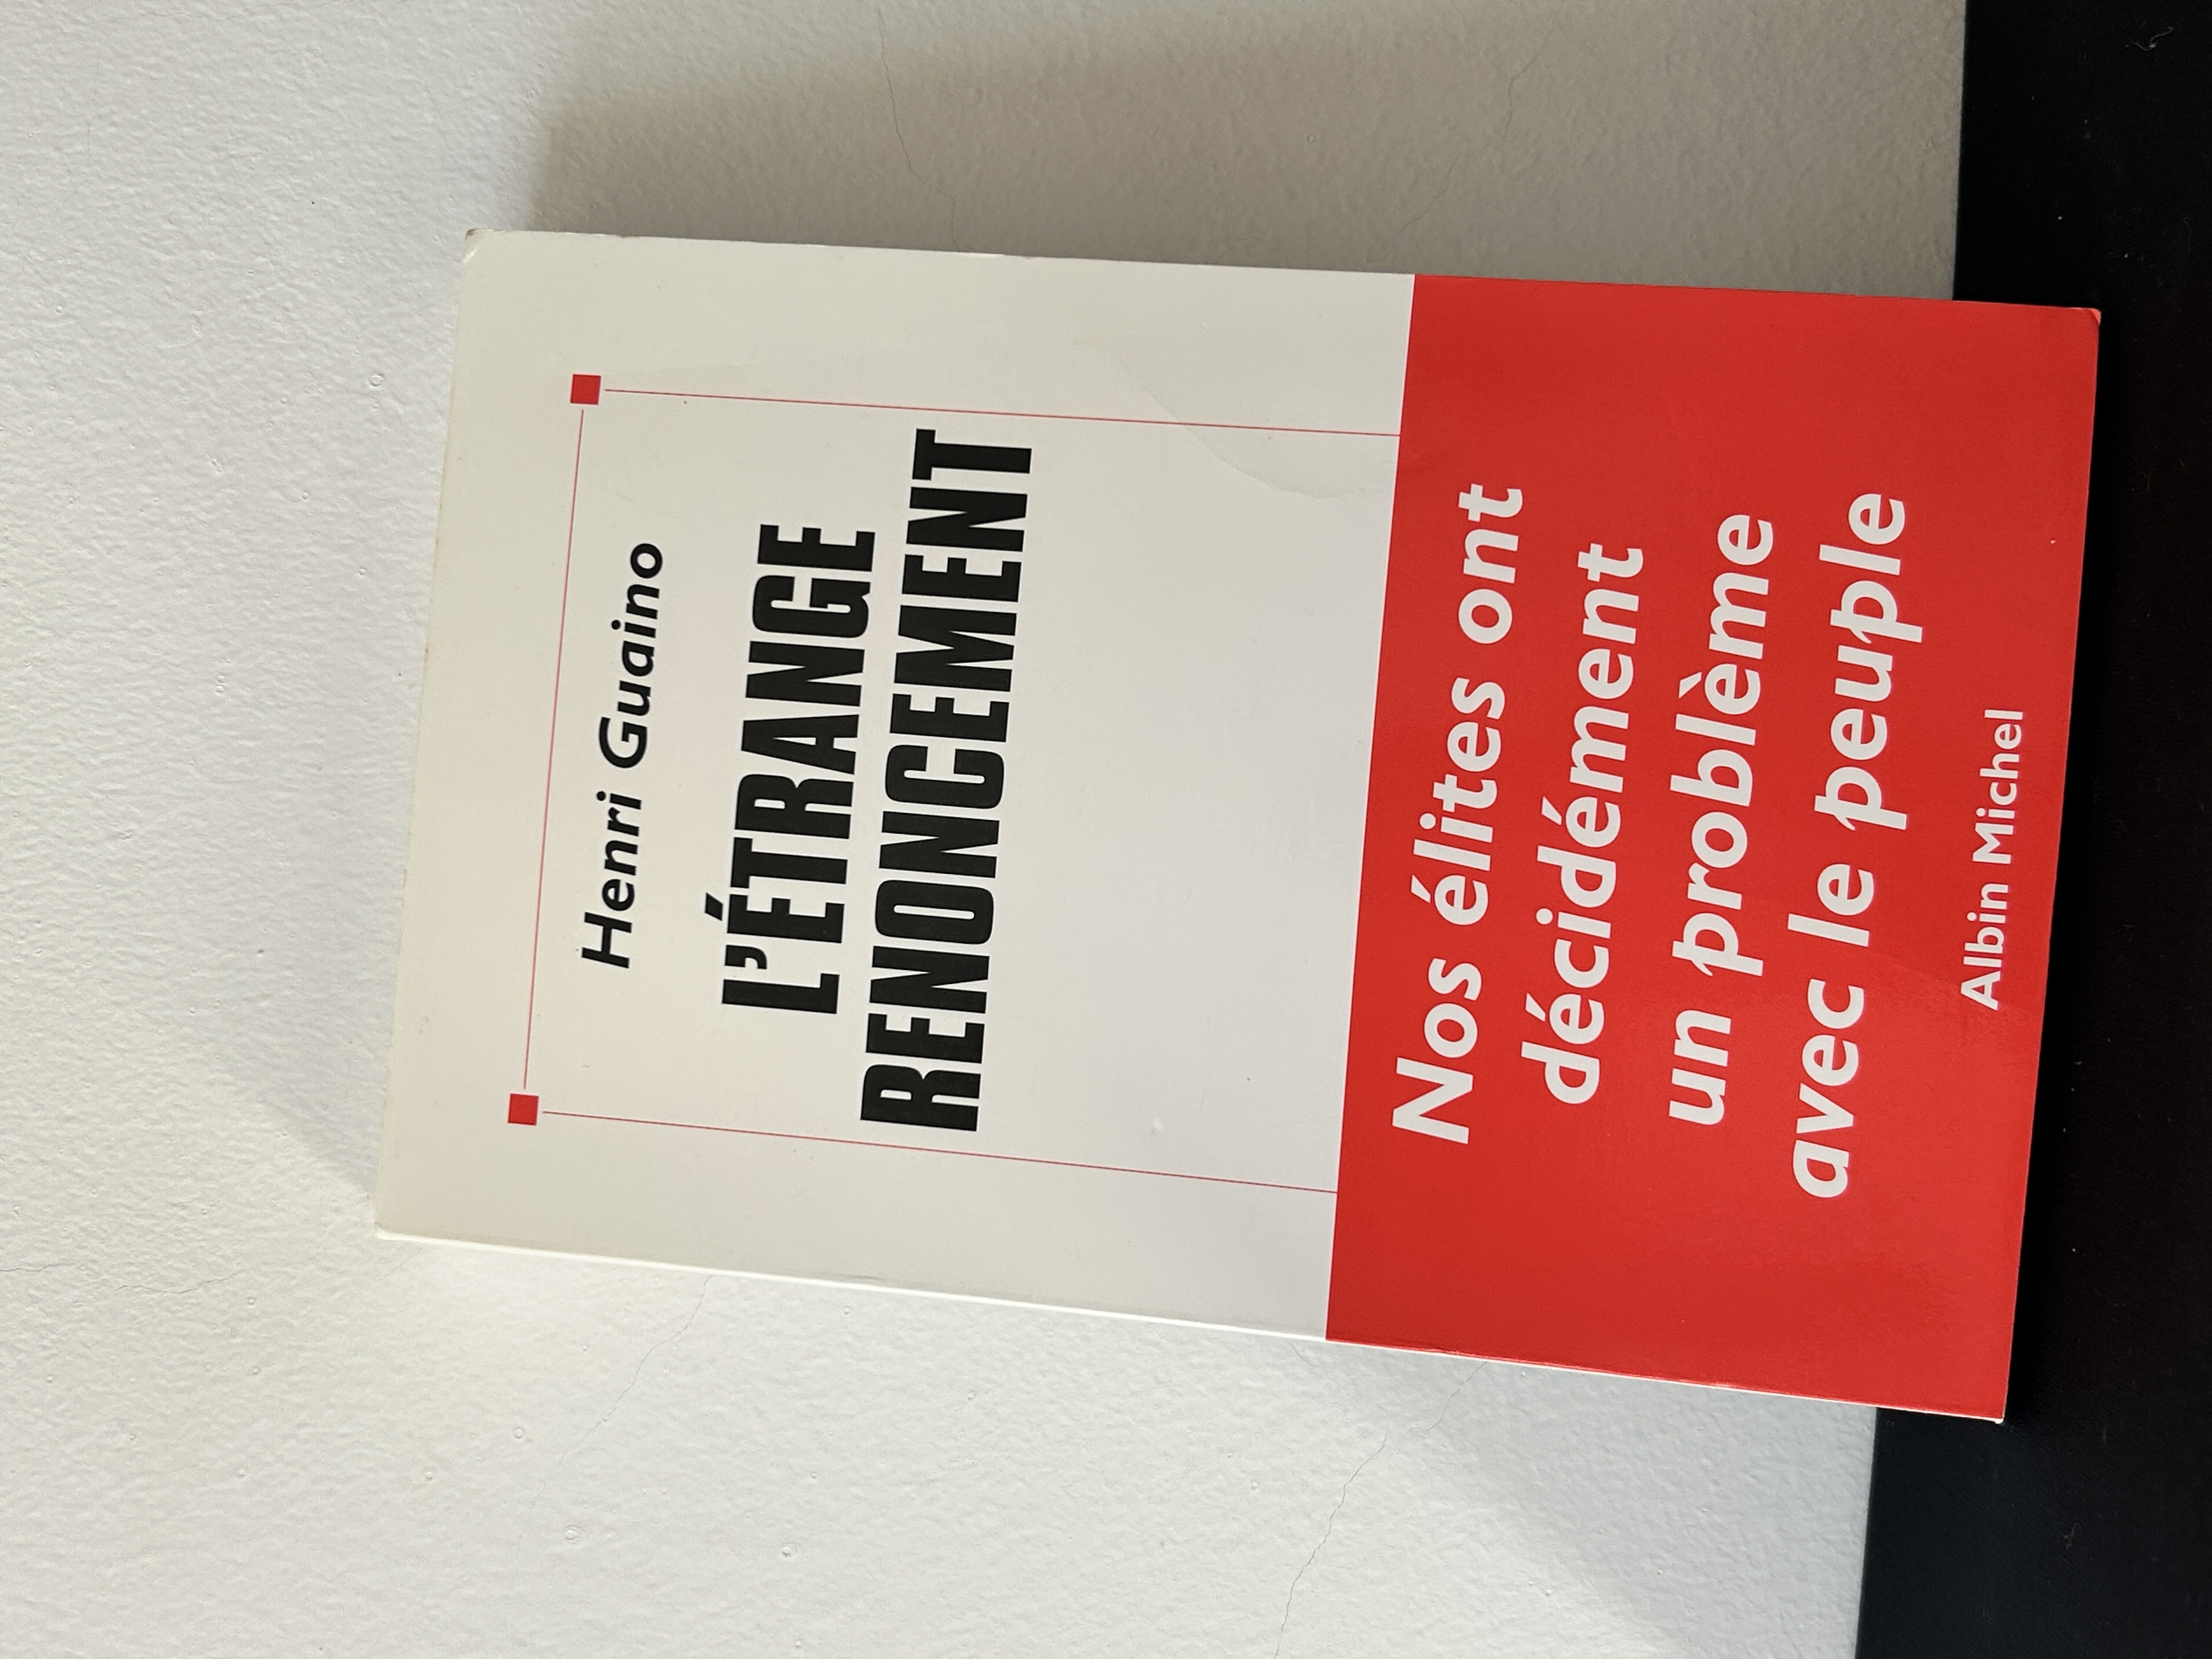 Henri Guaino
L'ÉTRANGE
RENONCEMENT
Nos élites ont
décidément
un problème
avec le peuple
Albin Michel